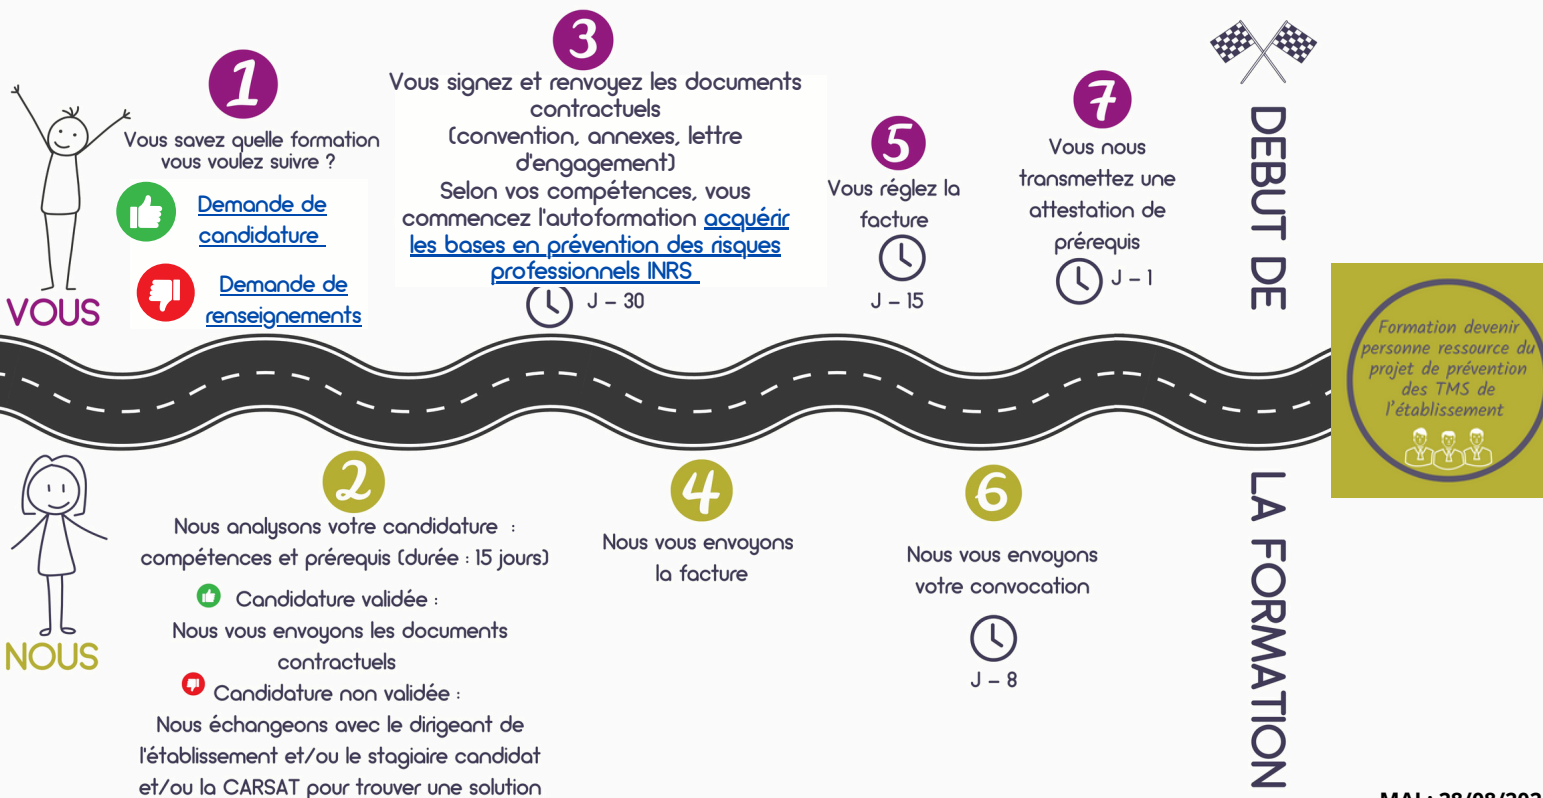 1
Vous savez quelle formation
vous voulez suivre ?
Demande de
candidature
Demande de
renseignements
VOUS
3
Vous signez et renvoyez les documents
contractuels
(convention, annexes, lettre
d'engagement)
Selon vos compétences, vous
commencez l'autoformation acquérir
les bases en prévention des risques
professionnels INRS
J – 30
5
Vous réglez la
facture
J – 15
7
Vous nous
transmettez une
attestation de
prérequis
J – 1
DEBUT DE
LA FORMATION
Formation devenir
personne ressource du
projet de prévention
des TMS de
l'établissement
NOUS
2
Nous analysons votre candidature :
compétences et prérequis (durée : 15 jours)
Candidature validée :
Nous vous envoyons les documents
contractuels
Candidature non validée :
Nous échangeons avec le dirigeant de
l'établissement et/ou le stagiaire candidat
et/ou la CARSAT pour trouver une solution
4
Nous vous envoyons
la facture
6
Nous vous envoyons
votre convocation
J – 8